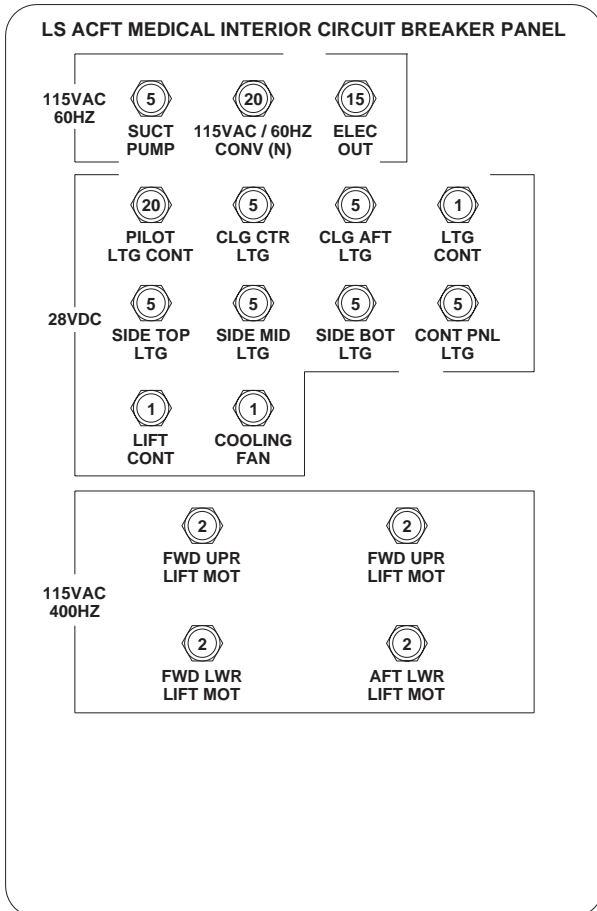 LS ACFT MEDICAL INTERIOR CIRCUIT BREAKER PANEL
115VAC
60HZ
5
20
15
SUCT
PUMP
115VAC / 60HZ
CONV (N)
ELEC
OUT
28VDC
20
5
5
1
PILOT
LTG CONT
CLG CTR
LTG
CLG AFT
LTG
LTG
CONT
5
5
5
5
SIDE TOP
LTG
SIDE MID
LTG
SIDE BOT
LTG
CONT PNL
LTG
1
1
LIFT
CONT
COOLING
FAN
115VAC
400HZ
2
2
FWD UPR
LIFT MOT
FWD UPR
LIFT MOT
2
2
FWD LWR
LIFT MOT
AFT LWR
LIFT MOT